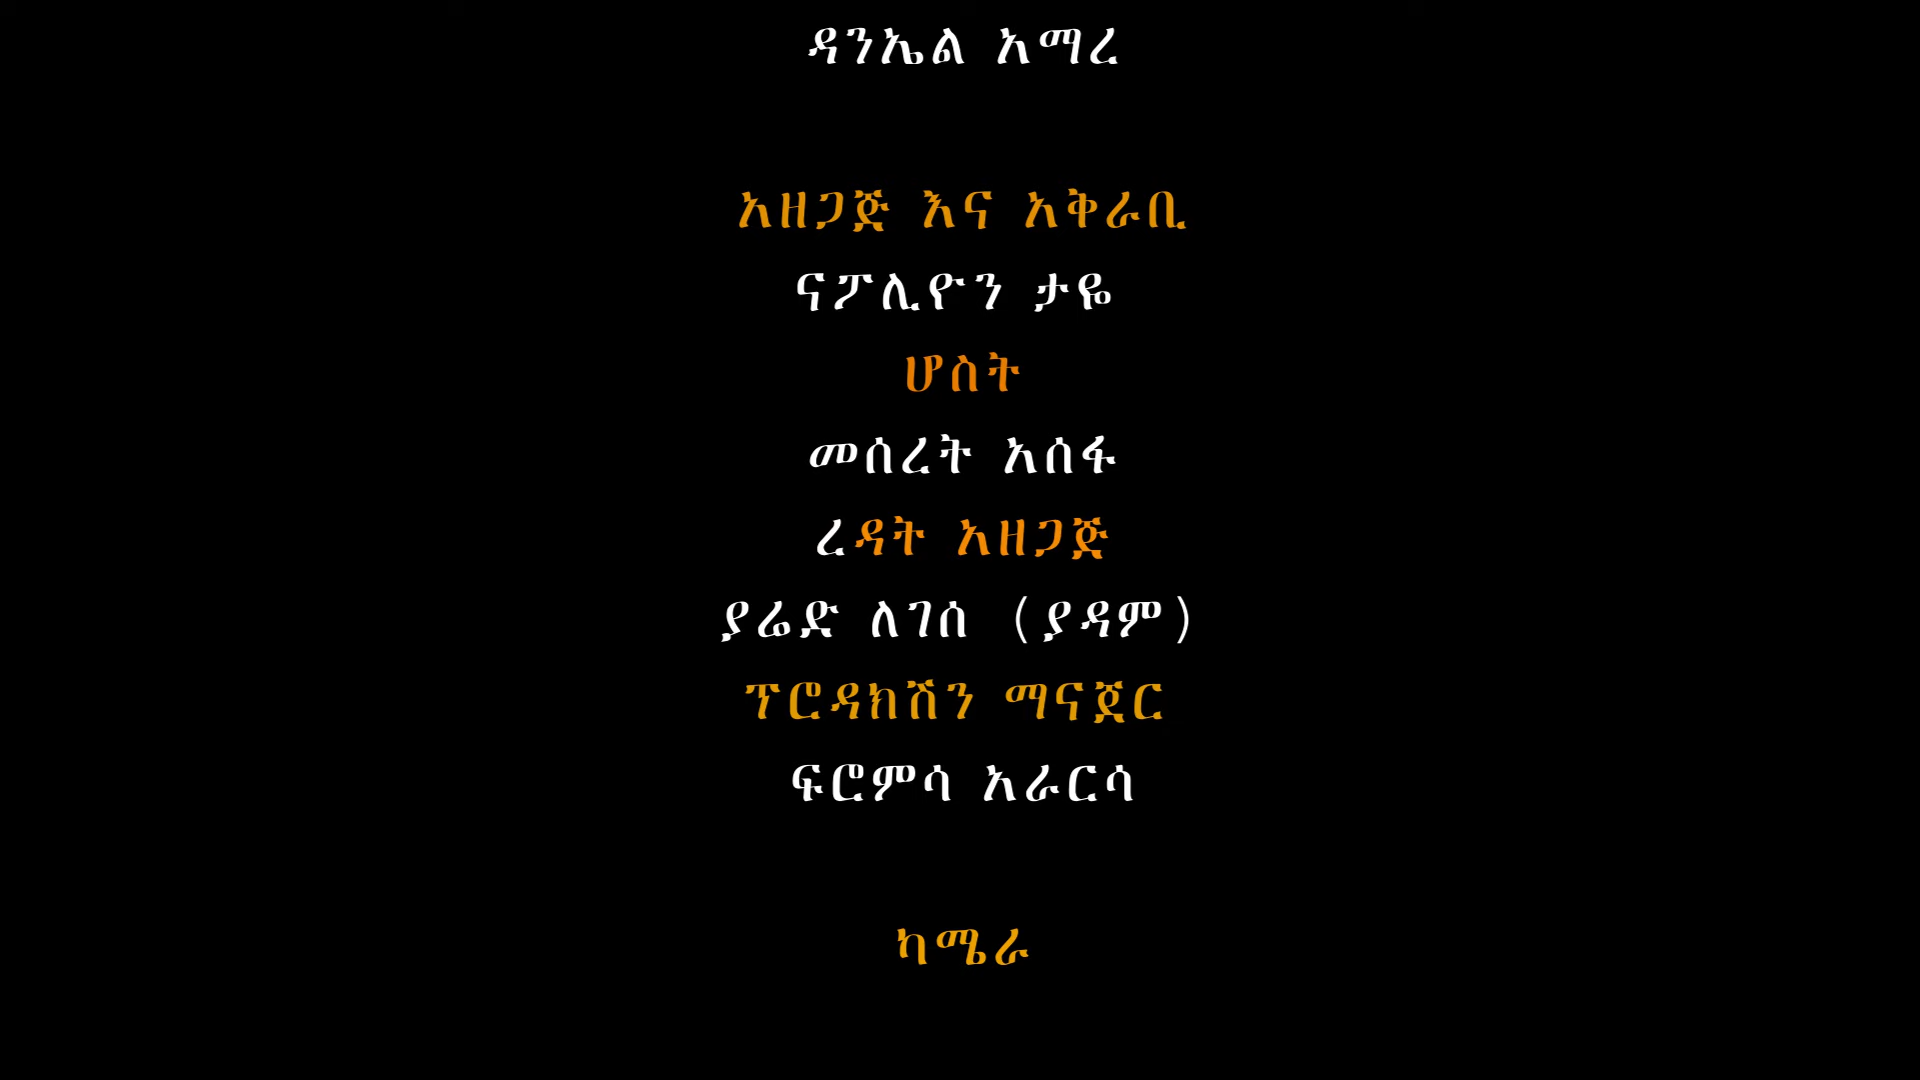 ዳንኤል አማረ
አዘጋጅ እና አቅራቢ
ናፖሊዮን ታዬ
ሆስት
መሰረት አሰፋ
ረዳት አዘጋጅ
ያሬድ ለገሰ (ያዳም)
ፕሮዳክሽን ማናጀር
ፍሮምሳ አራርሳ
ካሜራ